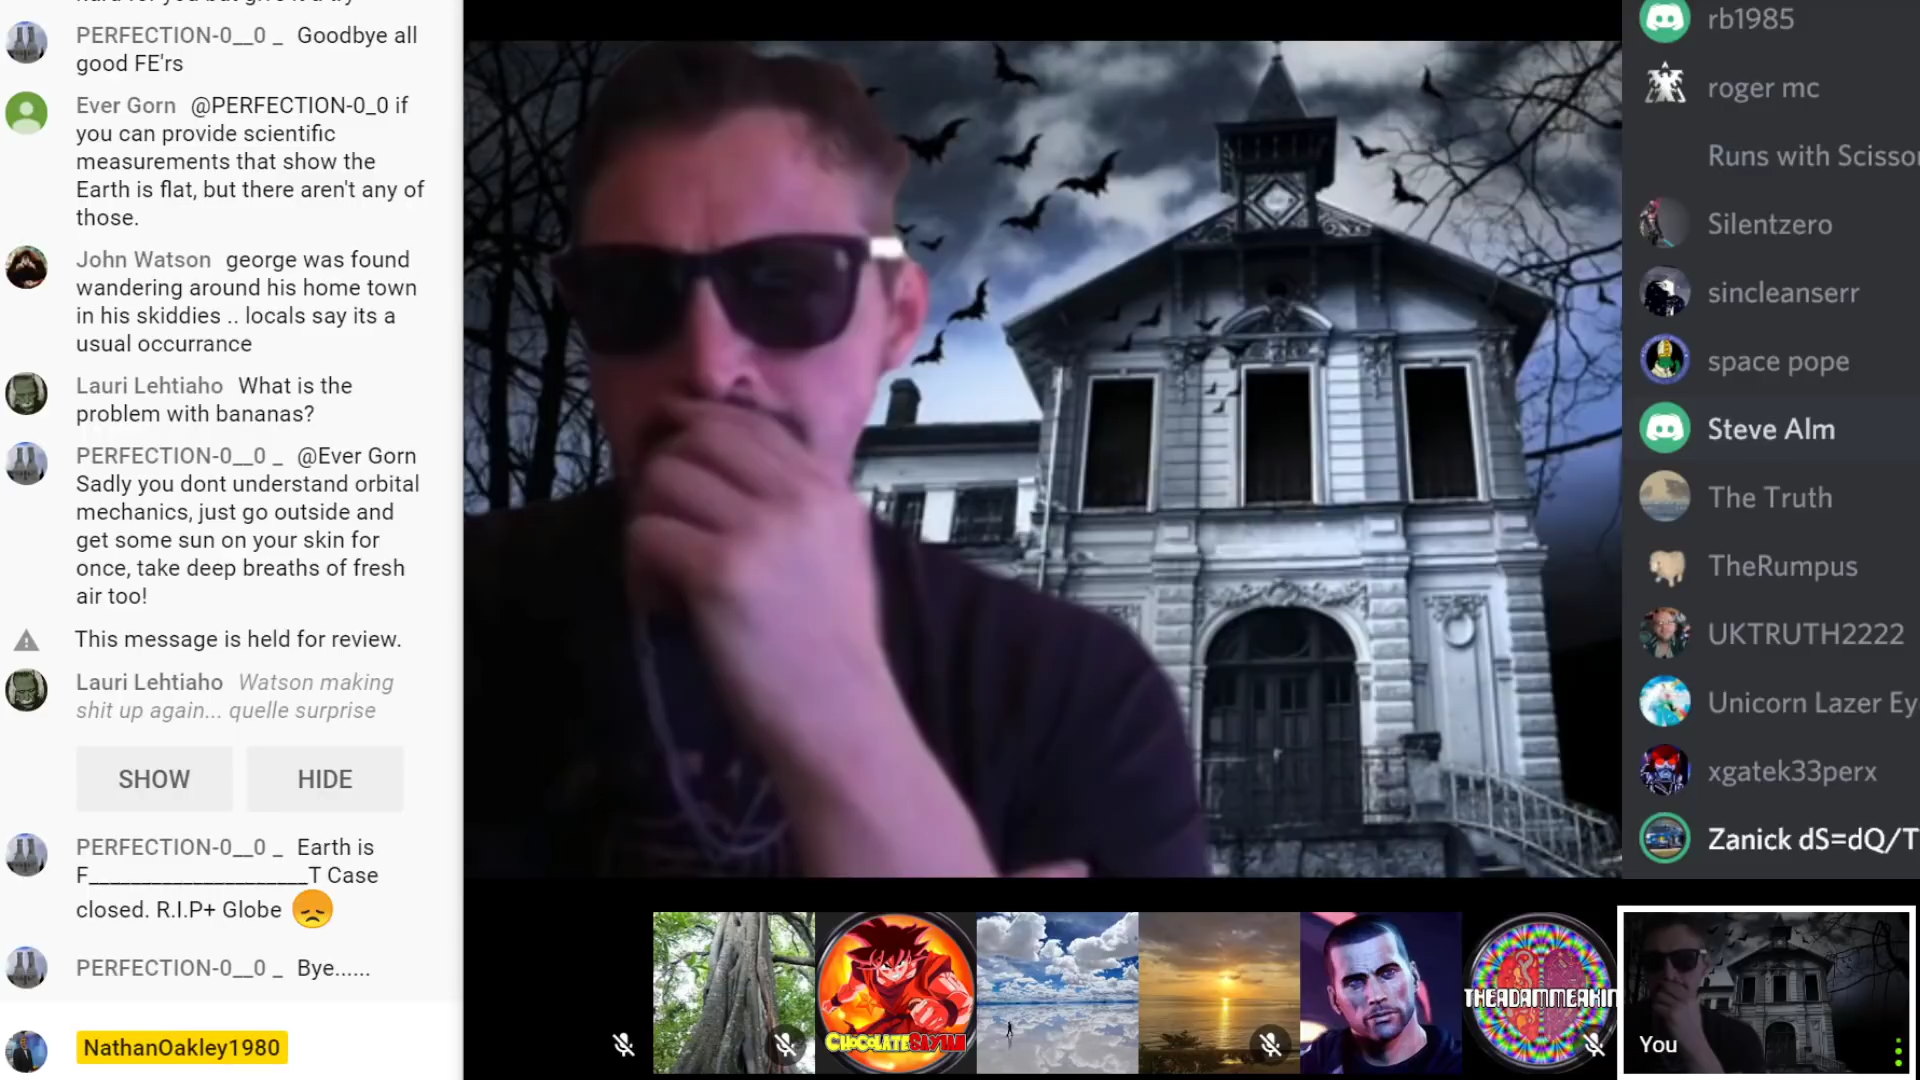 PERFECTION-0__0 _ Goodbye all
good FE'rs
Ever Gorn @PERFECTION-0_0 if
you can provide scientific
measurements that show the
Earth is flat, but there aren't any of
those.
John Watson george was found
wandering around his home town
in his skiddies .. locals say its a
usual occurrance
Lauri Lehtiaho What is the
problem with bananas?
PERFECTION-0__0 _ @Ever Gorn
Sadly you dont understand orbital
mechanics, just go outside and
get some sun on your skin for
once, take deep breaths of fresh
air too!
This message is held for review.
Lauri Lehtiaho Watson making
shit up again... quelle surprise
SHOW HIDE
PERFECTION-0__0 _ Earth is
F____________________T Case
closed. R.I.P+ Globe
PERFECTION-0__0 _ Bye......
NathanOakley1980
CHOCOLATESAYIAN
THEADAMMEAKIN
You
rb1985
roger mc
Runs with Scisso
Silentzero
sincleanserr
space pope
Steve Alm
The Truth
TheRumpus
UKTRUTH2222
Unicorn Lazer Ey
xgatek33perx
Zanick dS=dQ/T